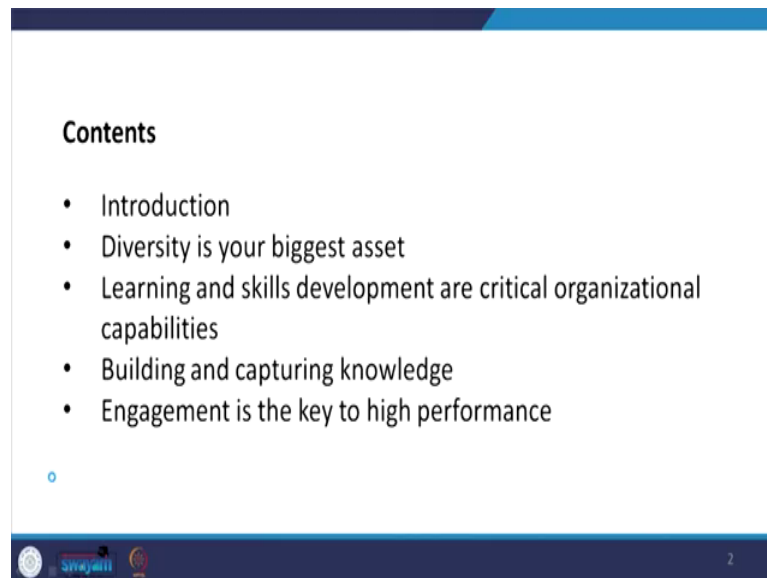 Contents
• Introduction
• Diversity is your biggest asset
• Learning and skills development are critical organizational
capabilities
• Building and capturing knowledge
• Engagement is the key to high performance
swayam
2